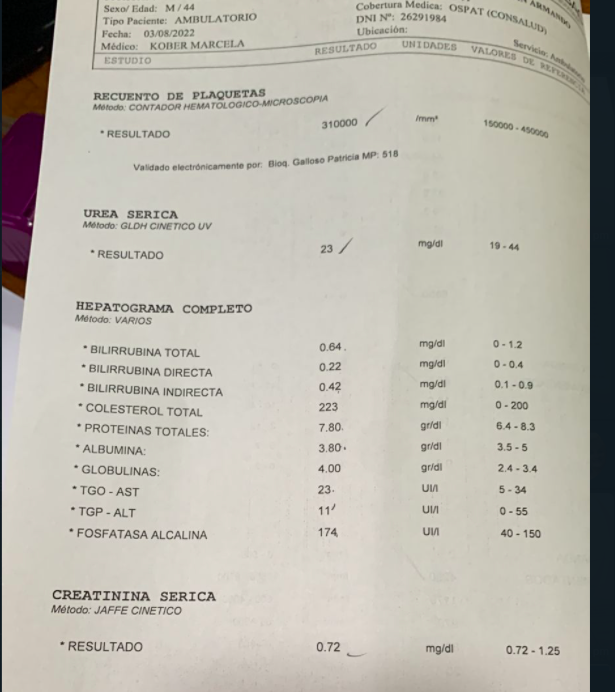 ARMANDO
Sexo/ Edad: M / 44
Cobertura Medica: OSPAT (CONSALUD)
Tipo Paciente: AMBULATORIO
DNI Nº: 26291984
Fecha: 03/08/2022
Ubicación:
Médico: KOBER MARCELA
Servicio:
ESTUDIO RESULTADO UNIDADES VALORES DE REFERENCIA
RECUENTO DE PLAQUETAS
Método: CONTADOR HEMATOLOGICO-MICROSCOPIA
* RESULTADO 310000 /mm³ 150000 - 450000
Validado electrónicamente por: Bioq. Galloso Patricia MP: 516
UREA SERICA
Método: GLDH CINETICO UV
* RESULTADO 23 mg/dl 19 - 44
HEPATOGRAMA COMPLETO
Método: VARIOS
* BILIRRUBINA TOTAL 0.64 mg/dl 0 - 1.2
* BILIRRUBINA DIRECTA 0.22 mg/dl 0 - 0.4
* BILIRRUBINA INDIRECTA 0.42 mg/dl 0.1 - 0.9
* COLESTEROL TOTAL 223 mg/dl 0 - 200
* PROTEINAS TOTALES: 7.80 gr/dl 6.4 - 8.3
* ALBUMINA: 3.80 gr/dl 3.5 - 5
* GLOBULINAS: 4.00 gr/dl 2.4 - 3.4
* TGO - AST 23 UI/l 5 - 34
* TGP - ALT 11 UI/l 0 - 55
* FOSFATASA ALCALINA 174 UI/l 40 - 150
CREATININA SERICA
Método: JAFFE CINETICO
* RESULTADO 0.72 mg/dl 0.72 - 1.25